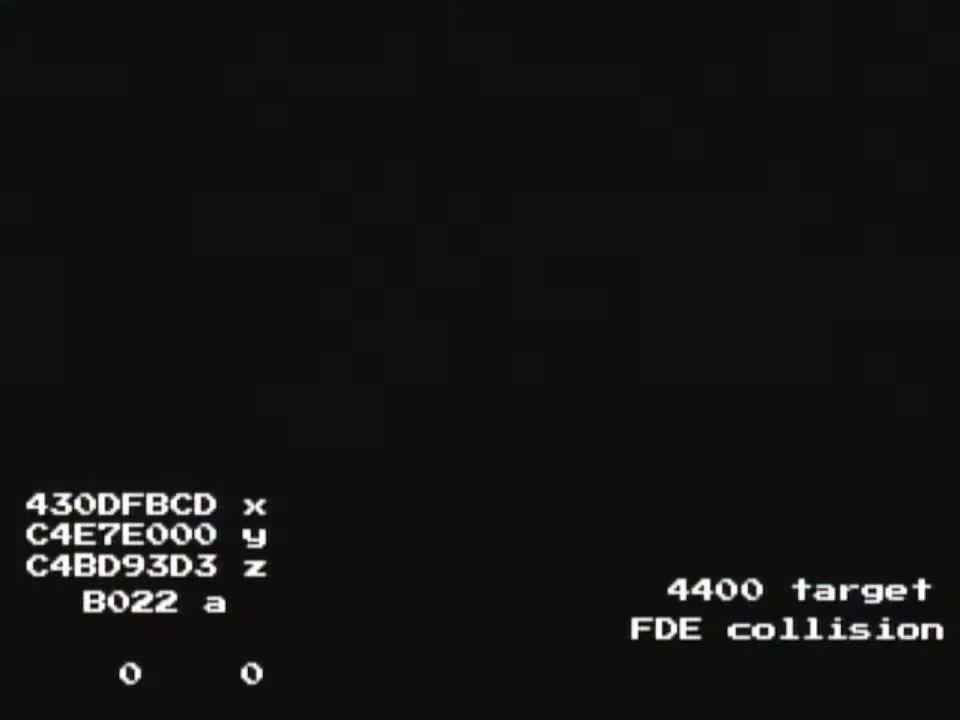 430DFBCD x
C4E7E000 y
C4BD93D3 z
B022 a
4400 target
FDE collision
0 0